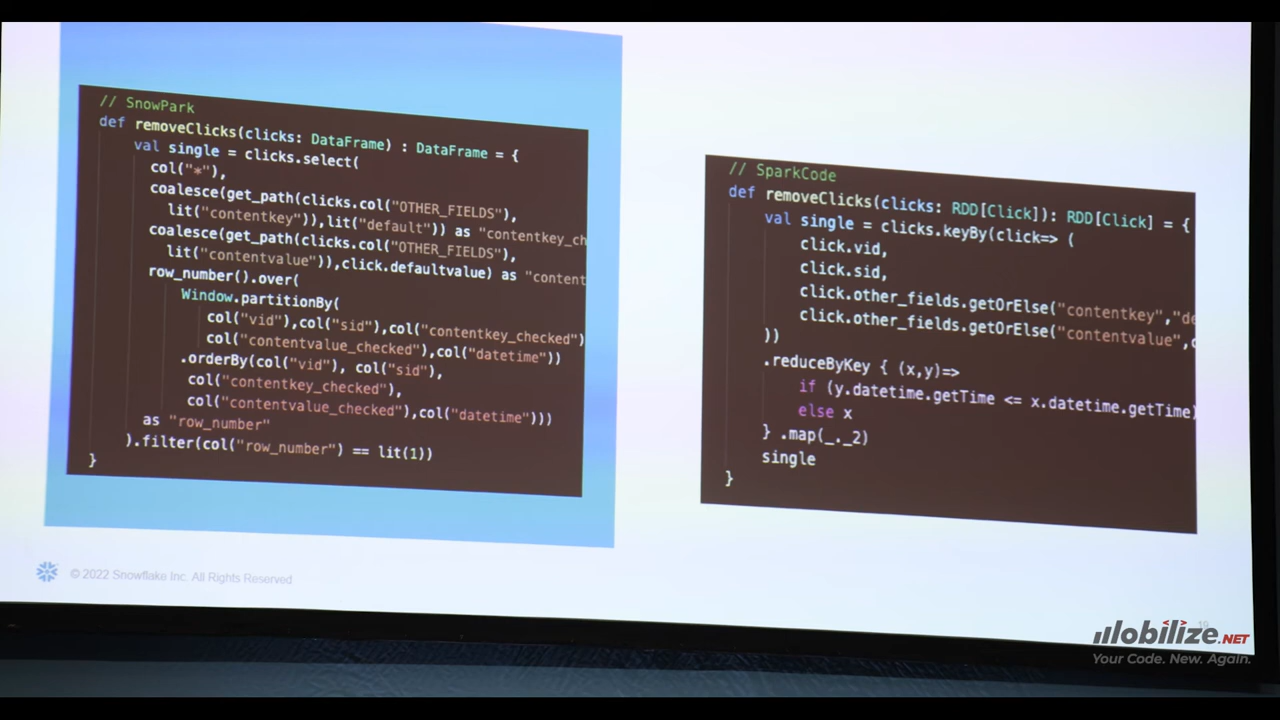 // SnowPark
def removeClicks(clicks: DataFrame) : DataFrame = {
val single = clicks.select(
col("*"),
coalesce(get_path(clicks.col("OTHER_FIELDS"),
lit("contentkey")),lit("default")) as "contentkey_ch
coalesce(get_path(clicks.col("OTHER_FIELDS"),
lit("contentvalue")),click.defaultvalue) as "content
row_number().over(
Window.partitionBy(
col("vid"),col("sid"),col("contentkey_checked")
col("contentvalue_checked"),col("datetime"))
.orderBy(col("vid"), col("sid"),
col("contentkey_checked"),
col("contentvalue_checked"),col("datetime")))
as "row_number"
).filter(col("row_number") == lit(1))
}
// SparkCode
def removeClicks(clicks: RDD[Click]): RDD[Click] = {
val single = clicks.keyBy(click=> (
click.vid,
click.sid,
click.other_fields.getOrElse("contentkey","de
click.other_fields.getOrElse("contentvalue",
))
.reduceByKey { (x,y)=>
if (y.datetime.getTime <= x.datetime.getTime)
else x
} .map(_._2)
single
}
© 2022 Snowflake Inc. All Rights Reserved
19
Mobilize.NET
Your Code. New. Again.